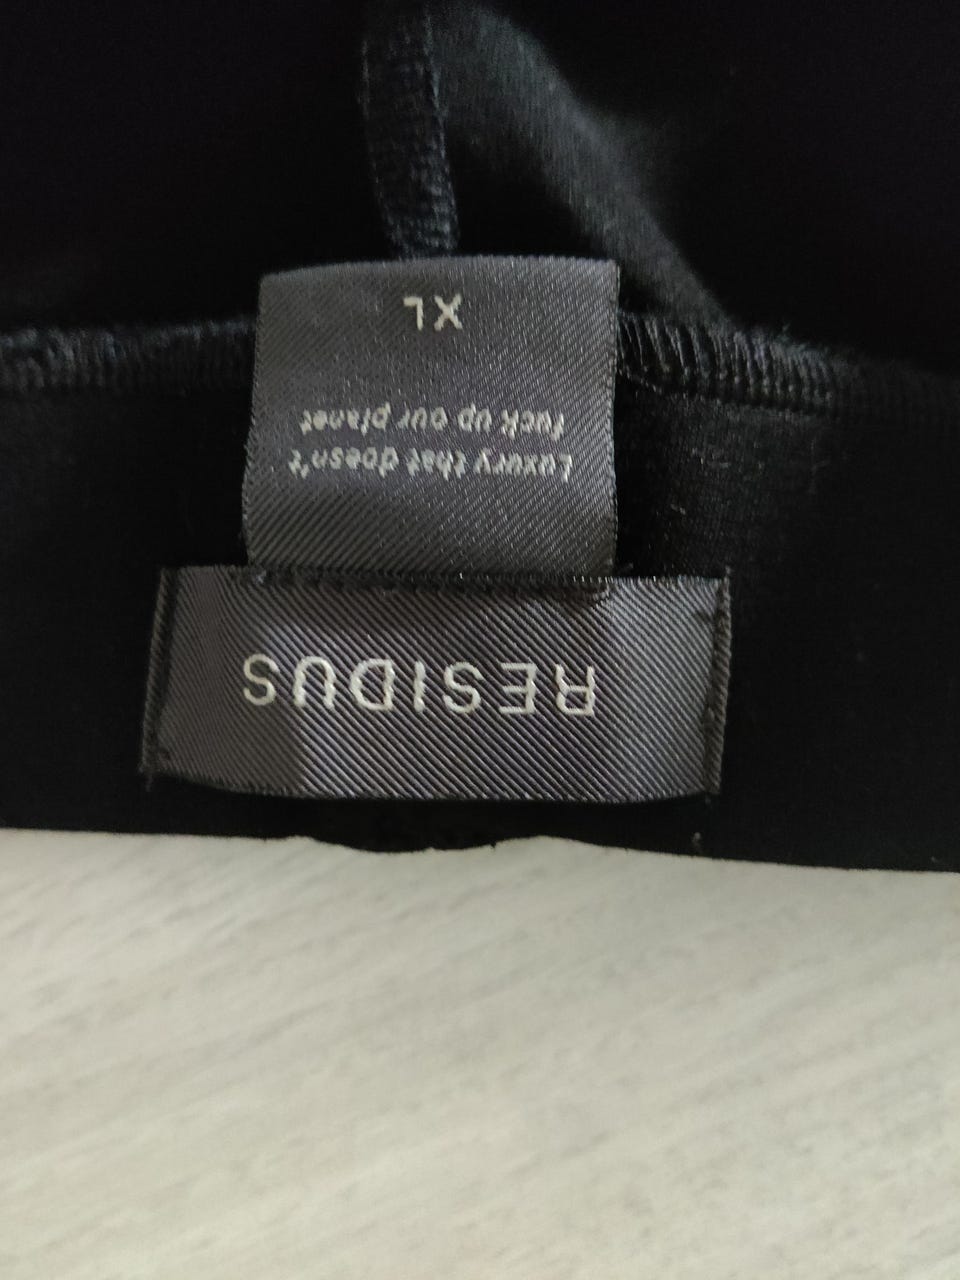 RESIDUS
Luxury that doesn't
fuck up our planet
XL